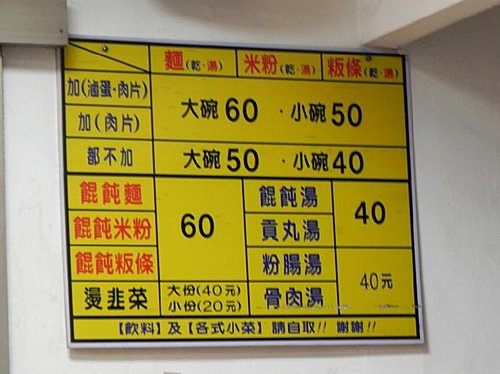 麵(乾·湯) 米粉(乾·湯) 粄條(乾·湯)
加(滷蛋·肉片)
加(肉片)
大碗60 · 小碗50
都不加 大碗50 · 小碗40
餛飩麵
餛飩米粉
餛飩粄條
60
餛飩湯
貢丸湯
40
粉腸湯
骨肉湯
40元
燙韭菜 大份(40元)
小份(20元)
【飲料】及【各式小菜】請自取!! 謝謝!!